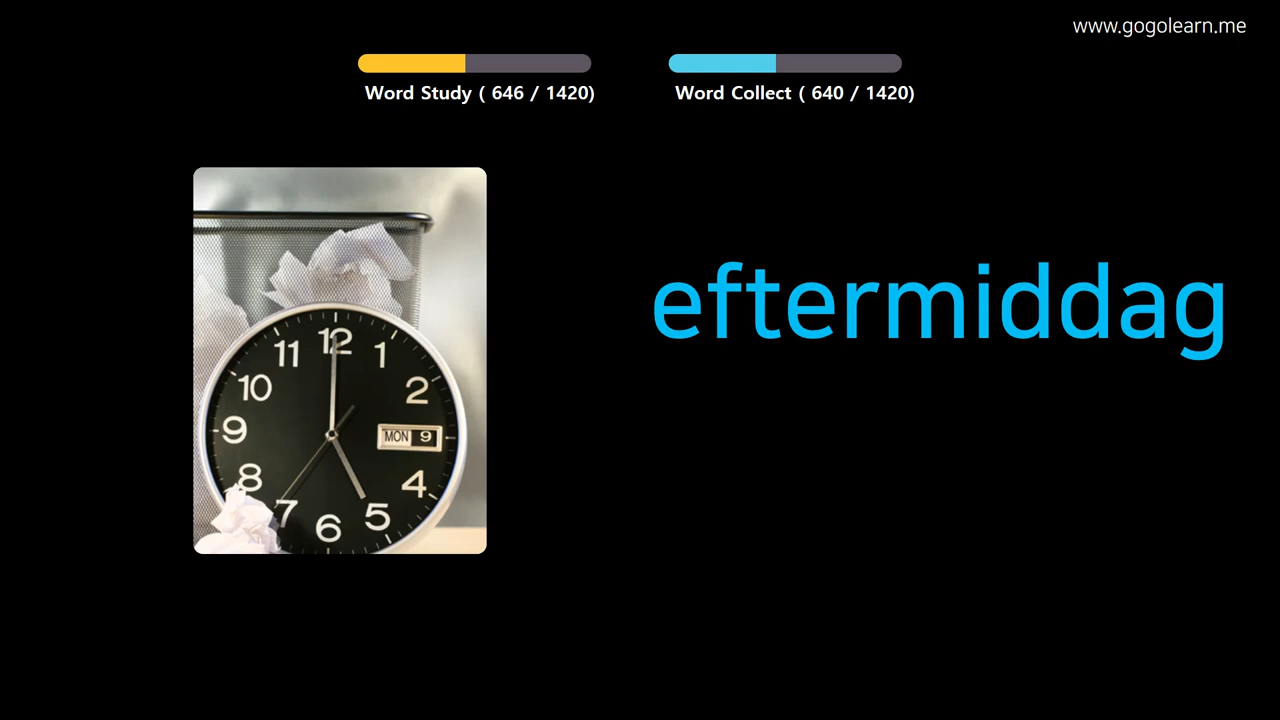 www.gogolearn.me
Word Study ( 646 / 1420)
Word Collect ( 640 / 1420)
eftermiddag
12
11
1
10
2
9
MON 9
8
4
7
5
6